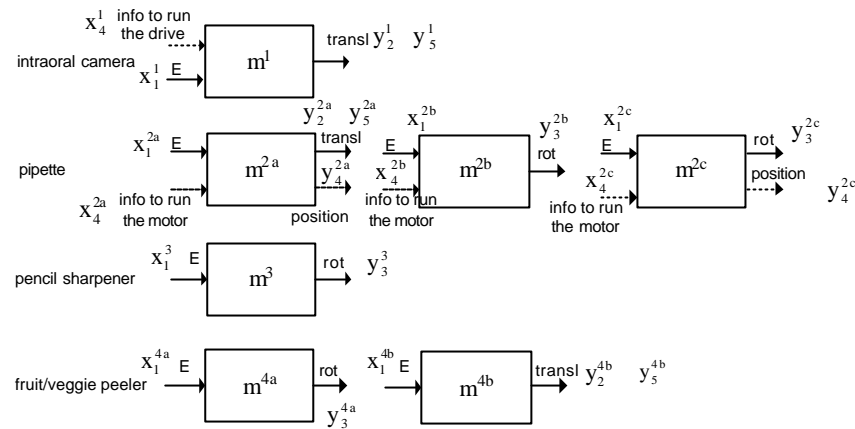 x_4^1 info to run the drive
transl y_2^1 y_5^1
m^1
intraoral camera
x_1^1 E
y_2^{2a} y_5^{2a}
transl
x_1^{2a} E
m^{2a}
y_4^{2a}
position
pipette
x_4^{2a} info to run the motor
x_1^{2b}
E
x_4^{2b}
info to run the motor
m^{2b}
y_3^{2b}
rot
x_1^{2c}
E
x_4^{2c}
info to run the motor
m^{2c}
rot y_3^{2c}
position
y_4^{2c}
pencil sharpener
x_1^3 E
m^3
rot y_3^3
fruit/veggie peeler
x_1^{4a} E
m^{4a}
rot
y_3^{4a}
x_1^{4b} E
m^{4b}
transl y_2^{4b} y_5^{4b}